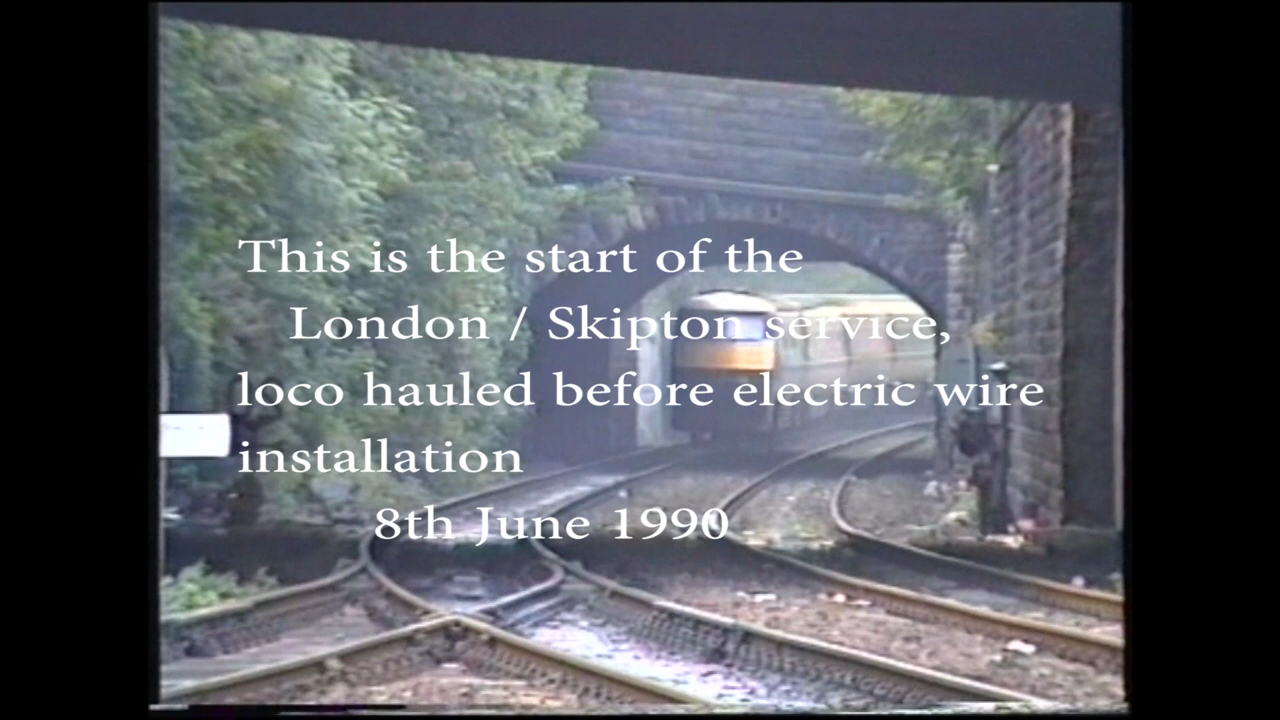 This is the start of the
London / Skipton service,
loco hauled before electric wire
installation
8th June 1990